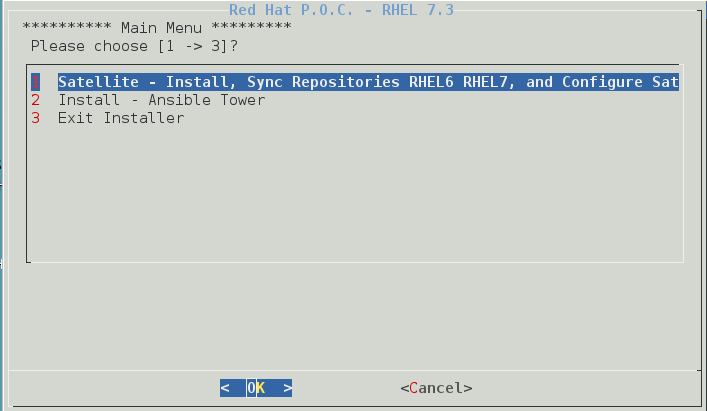 Red Hat P.O.C. - RHEL 7.3
********** Main Menu *********
Please choose [1 -> 3]?
1 Satellite - Install, Sync Repositories RHEL6 RHEL7, and Configure Sat
2 Install - Ansible Tower
3 Exit Installer
< OK > <Cancel>